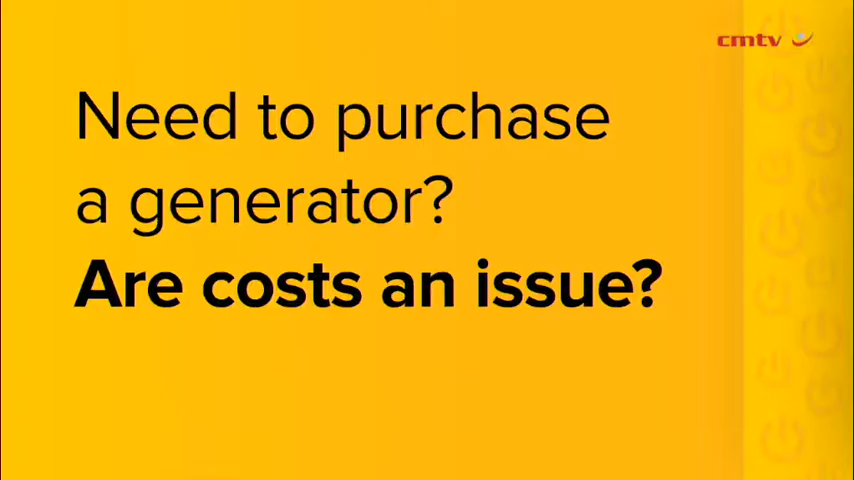 cmtv
Need to purchase
a generator?
Are costs an issue?